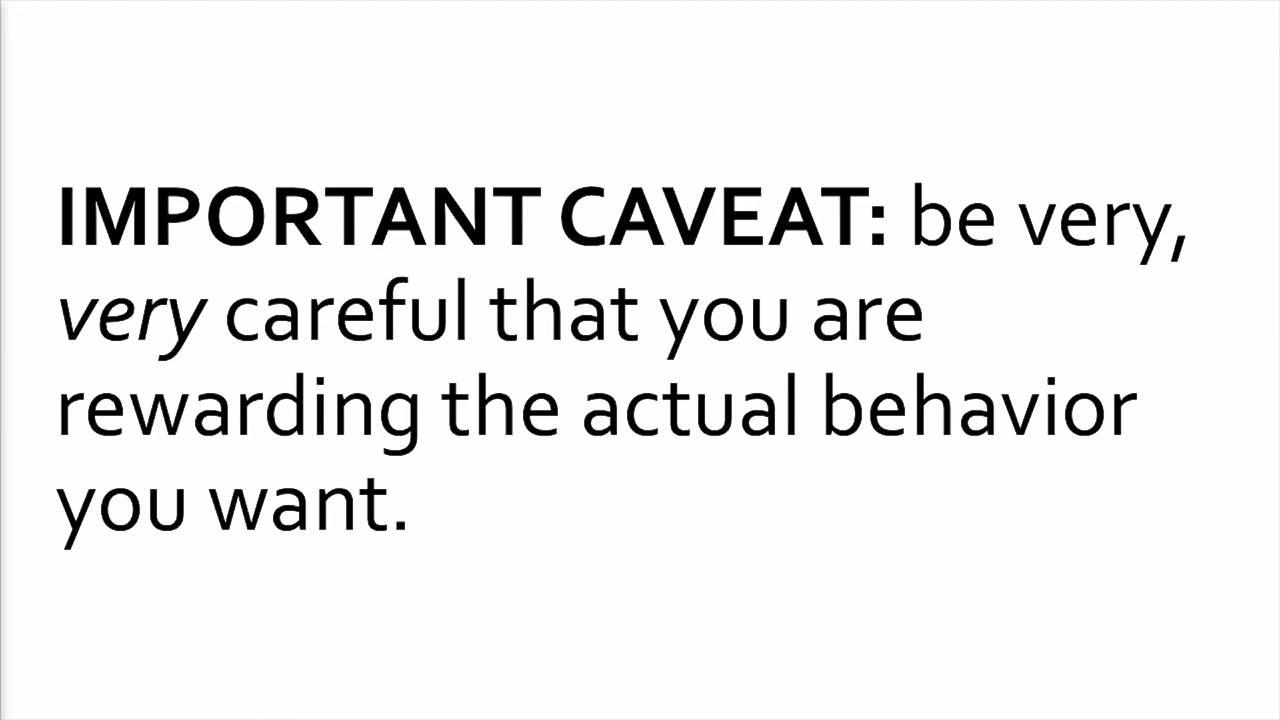 IMPORTANT CAVEAT: be very,
very careful that you are
rewarding the actual behavior
you want.